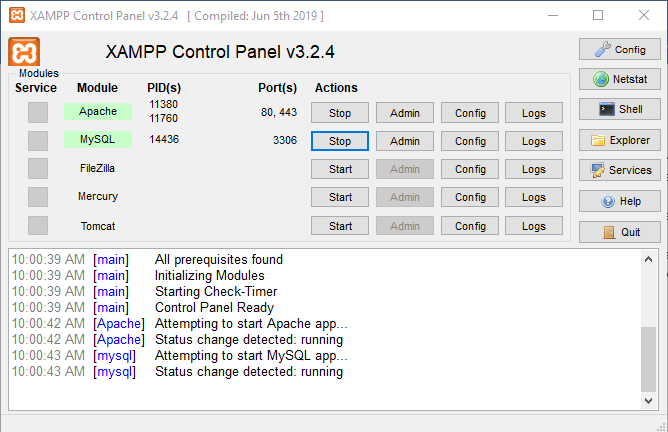 XAMPP Control Panel v3.2.4 [ Compiled: Jun 5th 2019 ]
XAMPP Control Panel v3.2.4
Config
Modules
Service Module PID(s) Port(s) Actions
Netstat
Apache 11380 11760 80, 443 Stop Admin Config Logs
Shell
MySQL 14436 3306 Stop Admin Config Logs
Explorer
FileZilla Start Admin Config Logs
Services
Mercury Start Admin Config Logs
Help
Tomcat Start Admin Config Logs
Quit
10:00:39 AM [main] All prerequisites found
10:00:39 AM [main] Initializing Modules
10:00:39 AM [main] Starting Check-Timer
10:00:39 AM [main] Control Panel Ready
10:00:42 AM [Apache] Attempting to start Apache app...
10:00:42 AM [Apache] Status change detected: running
10:00:43 AM [mysql] Attempting to start MySQL app...
10:00:43 AM [mysql] Status change detected: running